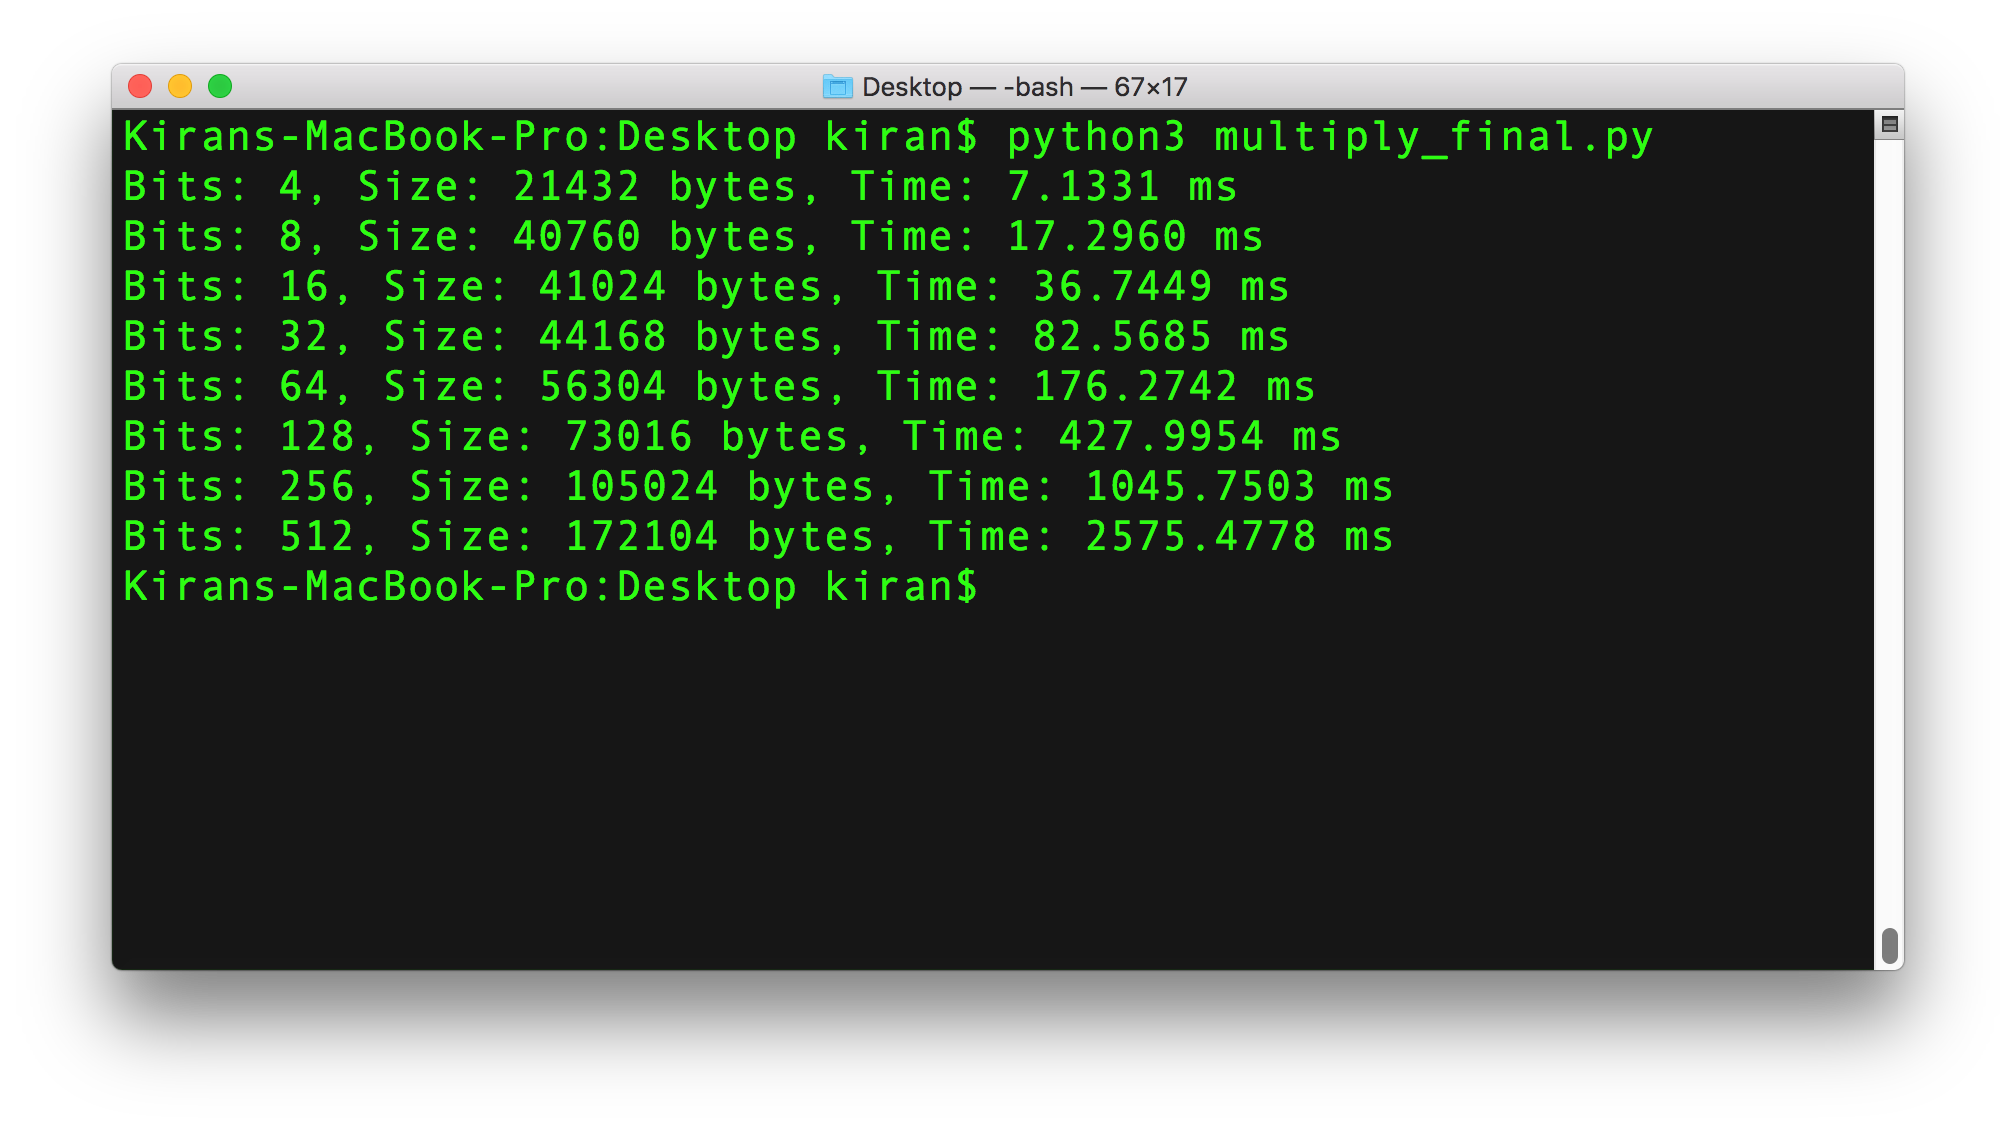 Desktop — -bash — 67×17
Kirans-MacBook-Pro:Desktop kiran$ python3 multiply_final.py
Bits: 4, Size: 21432 bytes, Time: 7.1331 ms
Bits: 8, Size: 40760 bytes, Time: 17.2960 ms
Bits: 16, Size: 41024 bytes, Time: 36.7449 ms
Bits: 32, Size: 44168 bytes, Time: 82.5685 ms
Bits: 64, Size: 56304 bytes, Time: 176.2742 ms
Bits: 128, Size: 73016 bytes, Time: 427.9954 ms
Bits: 256, Size: 105024 bytes, Time: 1045.7503 ms
Bits: 512, Size: 172104 bytes, Time: 2575.4778 ms
Kirans-MacBook-Pro:Desktop kiran$